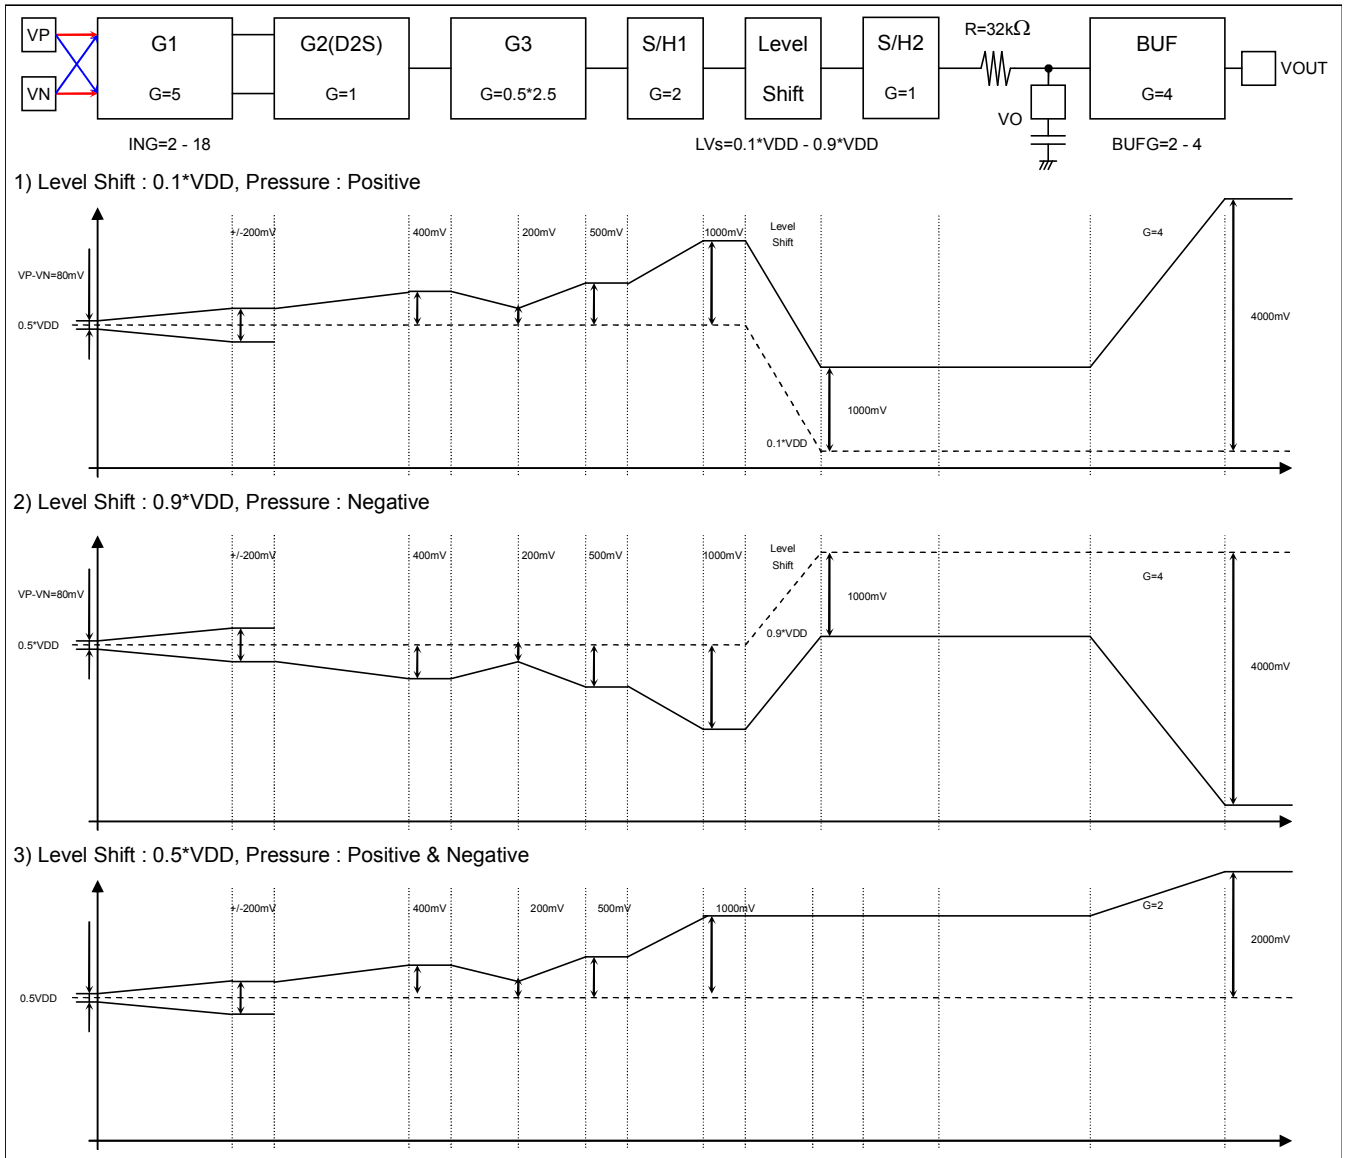 VP
VN
G1
G=5
G2(D2S)
G=1
G3
G=0.5*2.5
S/H1
G=2
Level
Shift
S/H2
G=1
R=32kΩ
VO
BUF
G=4
VOUT
ING=2 - 18
LVs=0.1*VDD - 0.9*VDD
BUFG=2 - 4
1) Level Shift : 0.1*VDD, Pressure : Positive
+/-200mV
400mV
200mV
500mV
1000mV
Level
Shift
G=4
VP-VN=80mV
0.5*VDD
4000mV
1000mV
0.1*VDD
2) Level Shift : 0.9*VDD, Pressure : Negative
+/-200mV
400mV
200mV
500mV
1000mV
Level
Shift
G=4
VP-VN=80mV
1000mV
0.5*VDD
0.9*VDD
4000mV
3) Level Shift : 0.5*VDD, Pressure : Positive & Negative
+/-200mV
400mV
200mV
500mV
1000mV
G=2
2000mV
0.5VDD